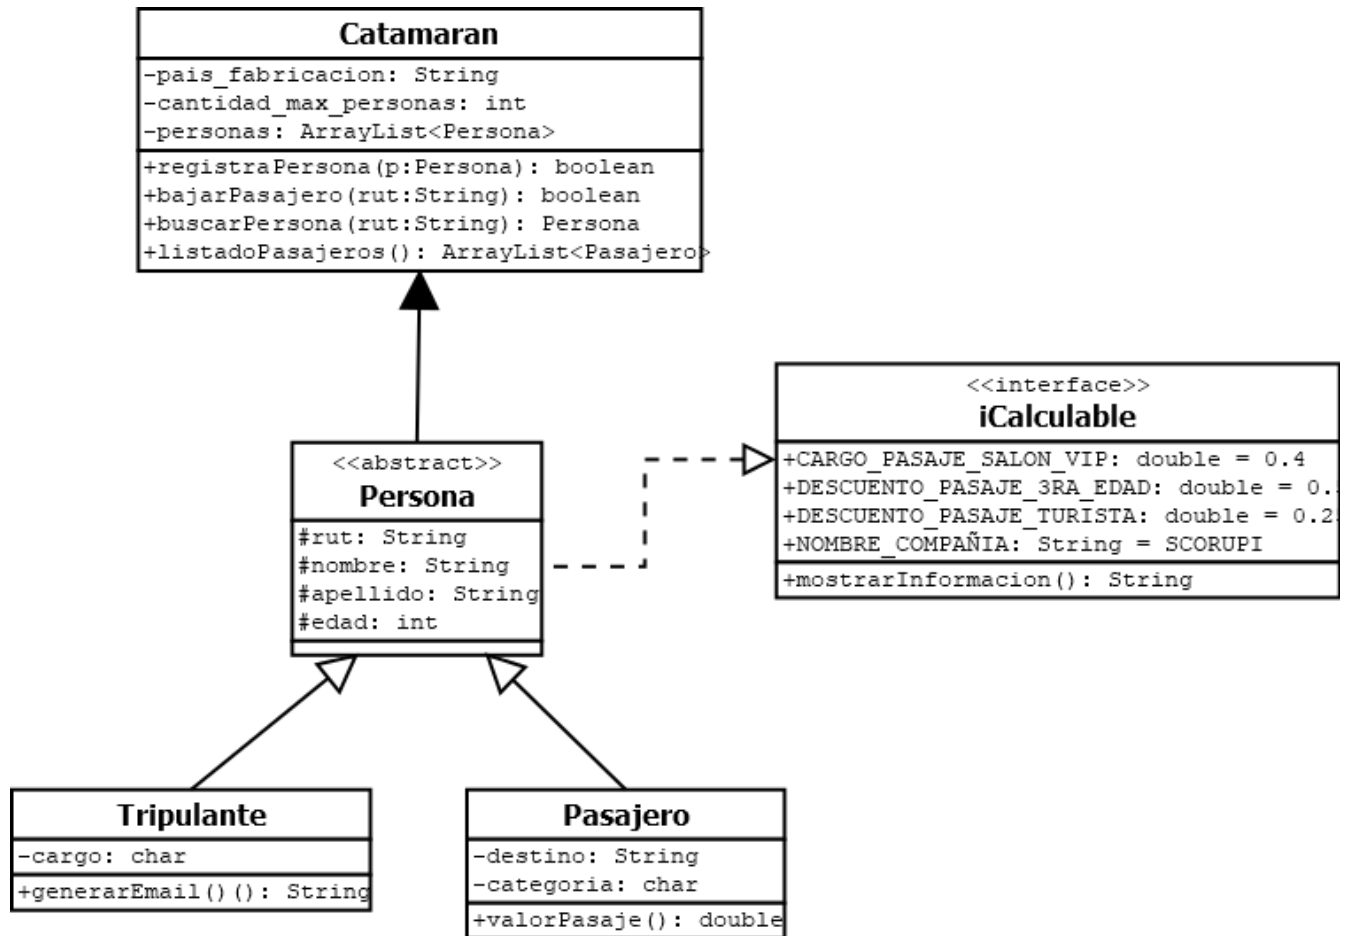 Catamaran
-pais_fabricacion: String
-cantidad_max_personas: int
-personas: ArrayList<Persona>
+registraPersona(p:Persona): boolean
+bajarPasajero(rut:String): boolean
+buscarPersona(rut:String): Persona
+listadoPasajeros(): ArrayList<Pasajero>
<<interface>>
iCalculable
+CARGO_PASAJE_SALON_VIP: double = 0.4
+DESCUENTO_PASAJE_3RA_EDAD: double = 0.
+DESCUENTO_PASAJE_TURISTA: double = 0.2
+NOMBRE_COMPAÑIA: String = SCORUPI
+mostrarInformacion(): String
<<abstract>>
Persona
#rut: String
#nombre: String
#apellido: String
#edad: int
Tripulante
-cargo: char
+generarEmail()(): String
Pasajero
-destino: String
-categoria: char
+valorPasaje(): double